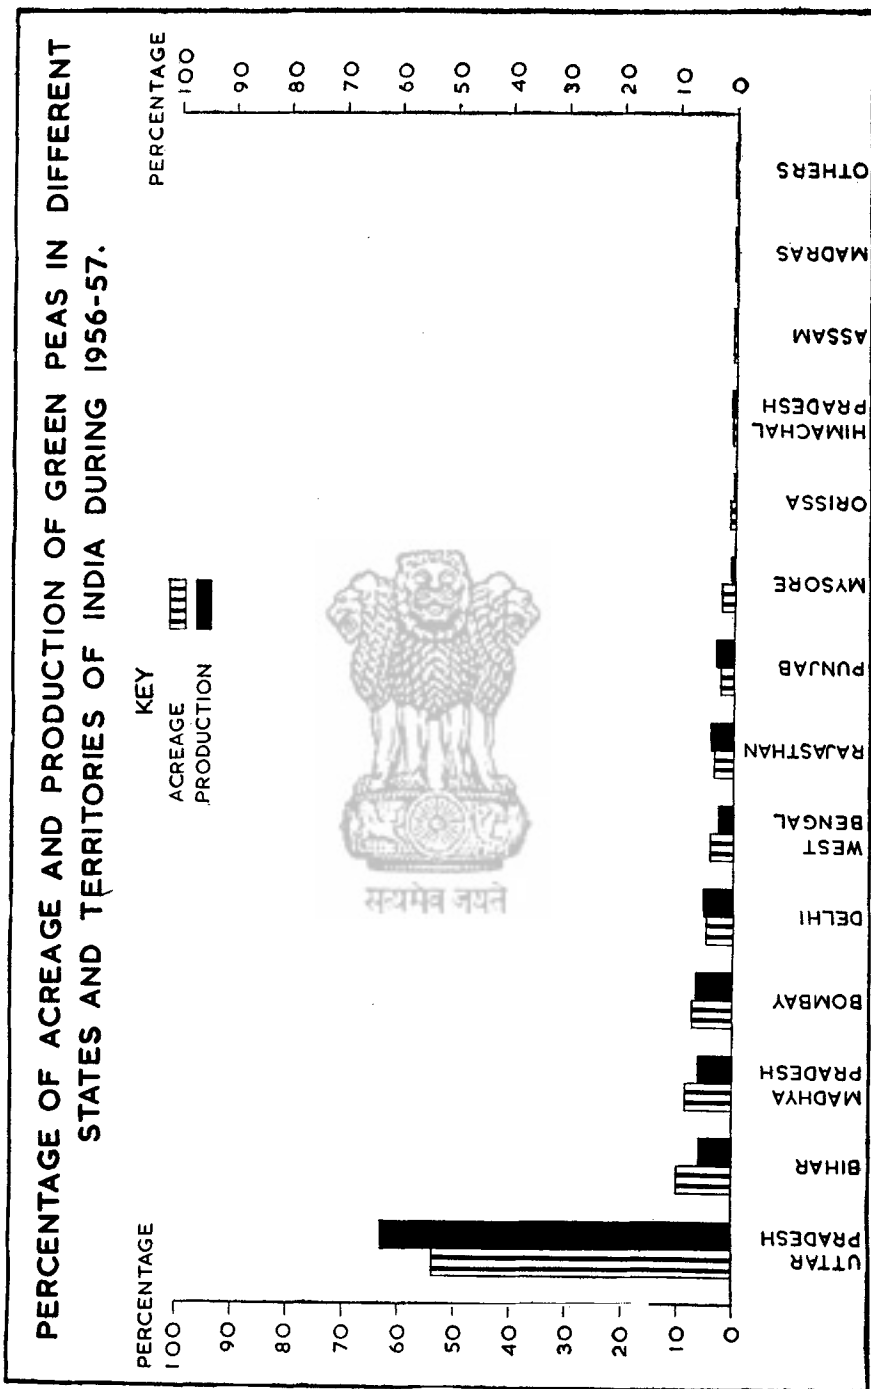 PERCENTAGE OF ACREAGE AND PRODUCTION OF GREEN PEAS IN DIFFERENT
STATES AND TERRITORIES OF INDIA DURING 1956-57.
KEY
ACREAGE
PRODUCTION
PERCENTAGE
100
90
80
70
60
50
40
30
20
10
0
PERCENTAGE
100
90
80
70
60
50
40
30
20
10
0
सत्यमेव जयते
UTTAR
PRADESH
BIHAR
MADHYA
PRADESH
BOMBAY
DELHI
WEST
BENGAL
RAJASTHAN
PUNJAB
MYSORE
ORISSA
HIMACHAL
PRADESH
ASSAM
MADRAS
OTHERS